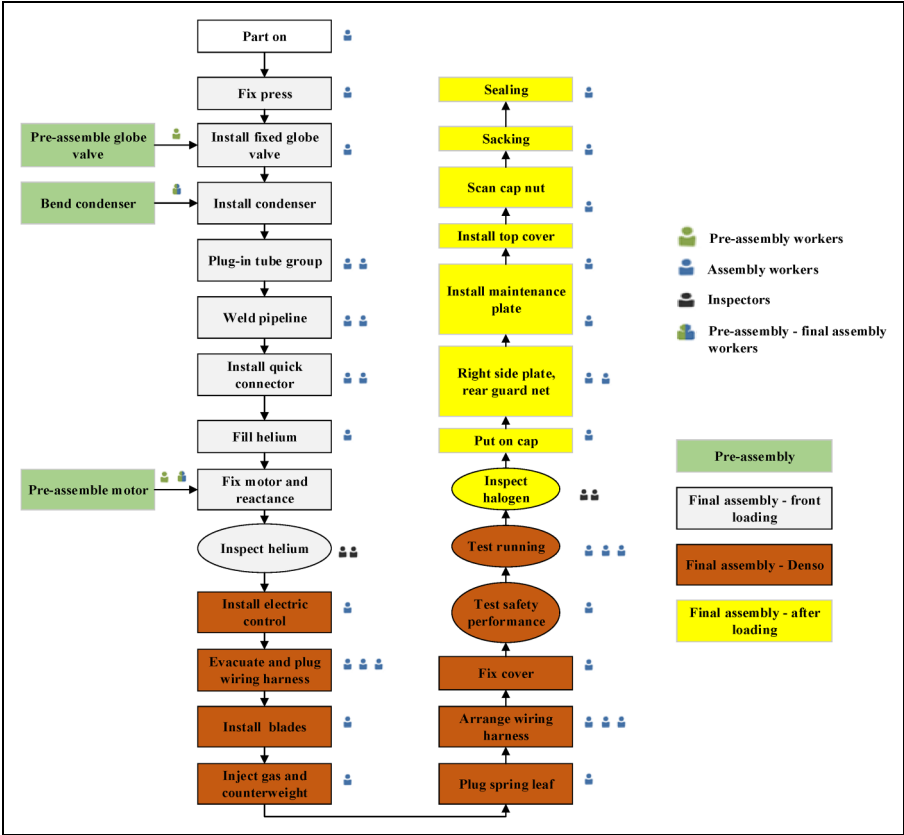 Part on
Fix press
Pre-assemble globe
valve
Install fixed globe
valve
Bend condenser
Install condenser
Plug-in tube group
Weld pipeline
Install quick
connector
Fill helium
Pre-assemble motor
Fix motor and
reactance
Inspect helium
Install electric
control
Evacuate and plug
wiring harness
Install blades
Inject gas and
counterweight
Sealing
Sacking
Scan cap nut
Install top cover
Install maintenance
plate
Right side plate,
rear guard net
Put on cap
Inspect
halogen
Test running
Test safety
performance
Fix cover
Arrange wiring
harness
Plug spring leaf
Pre-assembly workers
Assembly workers
Inspectors
Pre-assembly - final assembly
workers
Pre-assembly
Final assembly - front
loading
Final assembly - Denso
Final assembly - after
loading